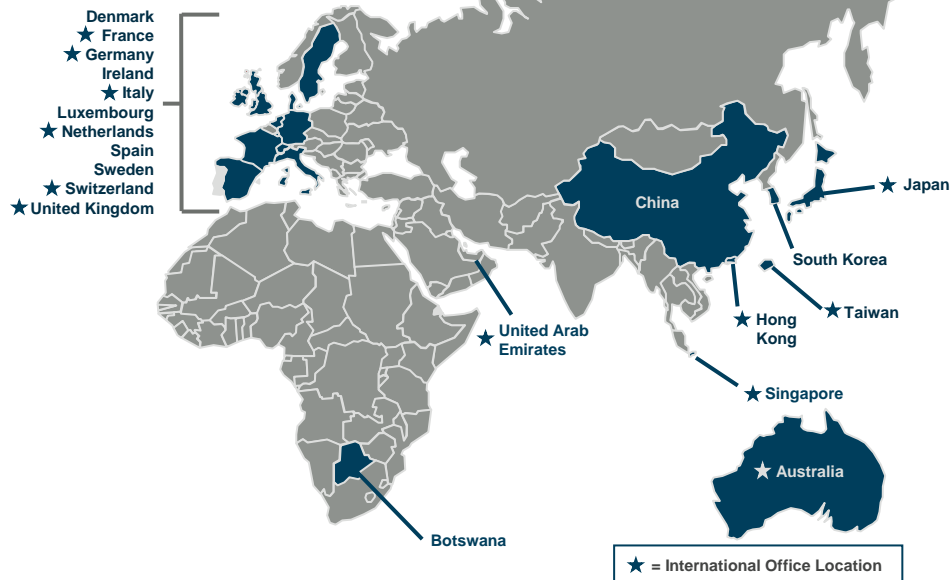 Denmark
★ France
★ Germany
Ireland
★ Italy
Luxembourg
★ Netherlands
Spain
Sweden
★ Switzerland
★ United Kingdom
China
★ Japan
South Korea
★ Taiwan
★ Hong
Kong
★ United Arab
Emirates
★ Singapore
★ Australia
Botswana
★ = International Office Location